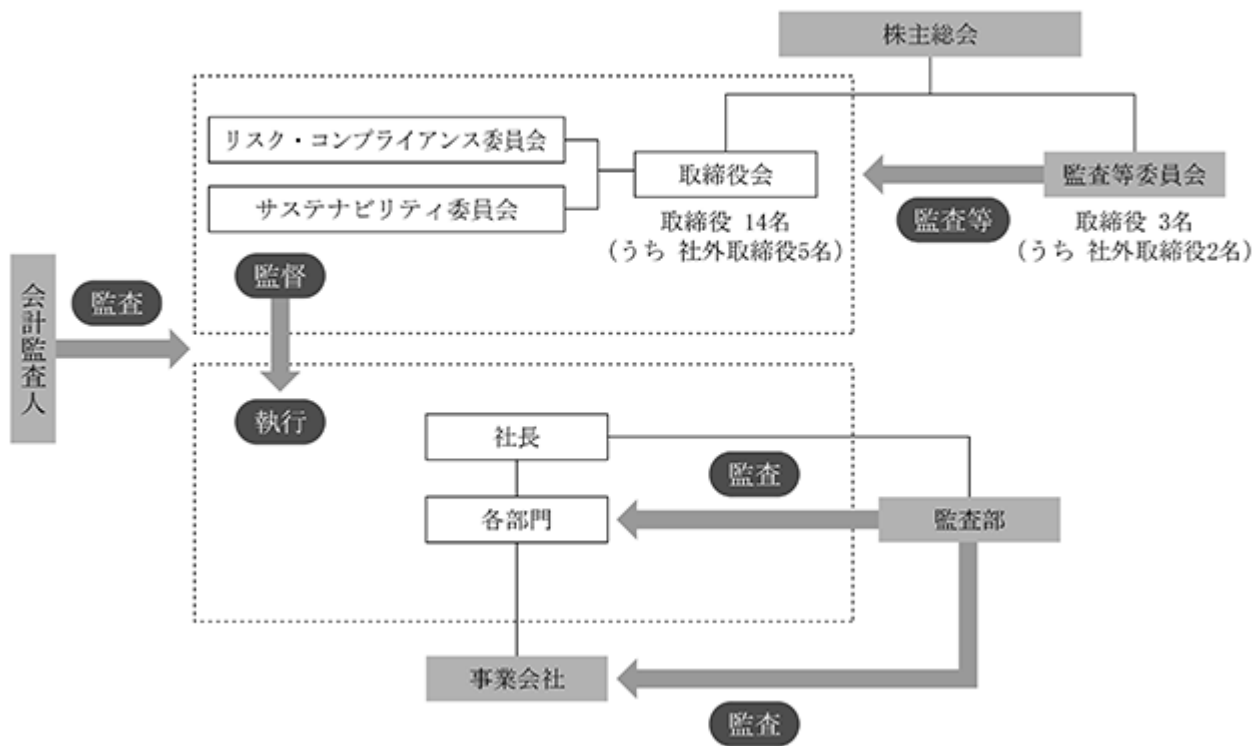 株主総会
リスク・コンプライアンス委員会
サステナビリティ委員会
取締役会
取締役 14名
（うち 社外取締役5名）
監査等
監査等委員会
取締役 3名
（うち 社外取締役2名）
会計監査人
監査
監督
執行
社長
各部門
監査
監査部
事業会社
監査